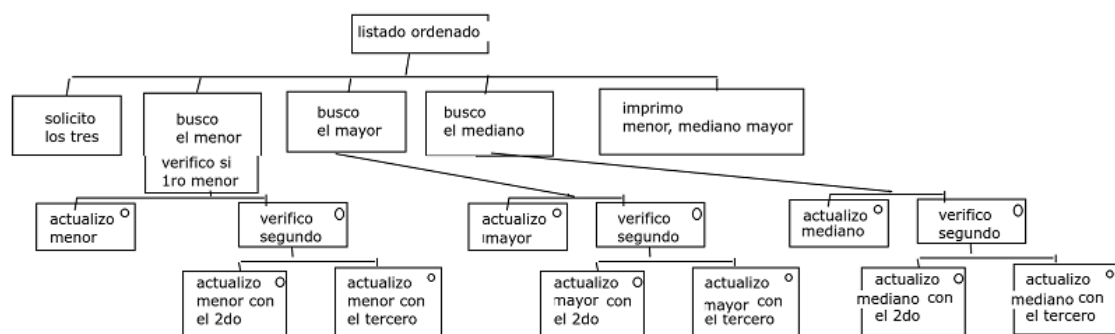 listado ordenado
solicito
los tres
busco
el menor
verifico si
1ro menor
busco
el mayor
busco
el mediano
imprimo
menor, mediano mayor
actualizo
menor
verifico
segundo
actualizo
mayor
verifico
segundo
actualizo
mediano
verifico
segundo
actualizo
menor con
el 2do
actualizo
menor con
el tercero
actualizo
mayor con
el 2do
actualizo
mayor con
el tercero
actualizo
mediano con
el 2do
actualizo
mediano con
el tercero